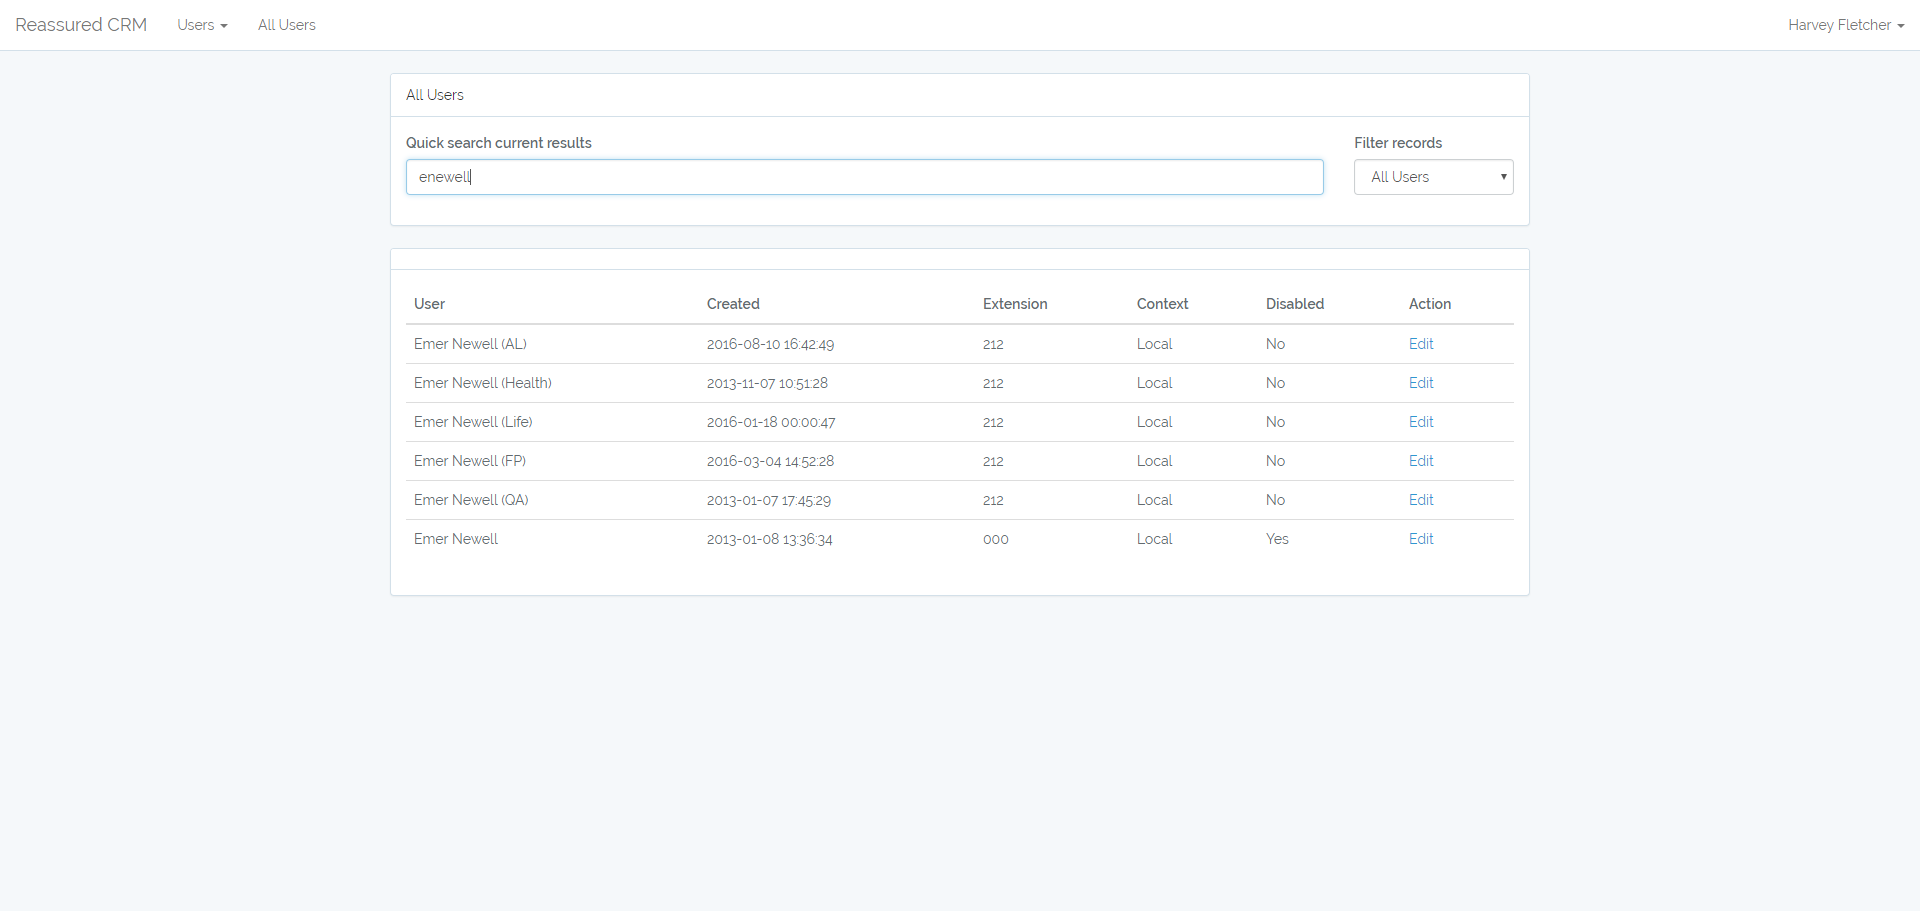 Reassured CRM Users All Users Harvey Fletcher
All Users
Quick search current results Filter records
enewell All Users
User Created Extension Context Disabled Action
Emer Newell (AL) 2016-08-10 16:42:49 212 Local No Edit
Emer Newell (Health) 2013-11-07 10:51:28 212 Local No Edit
Emer Newell (Life) 2016-01-18 00:00:47 212 Local No Edit
Emer Newell (FP) 2016-03-04 14:52:28 212 Local No Edit
Emer Newell (QA) 2013-01-07 17:45:29 212 Local No Edit
Emer Newell 2013-01-08 13:36:34 000 Local Yes Edit